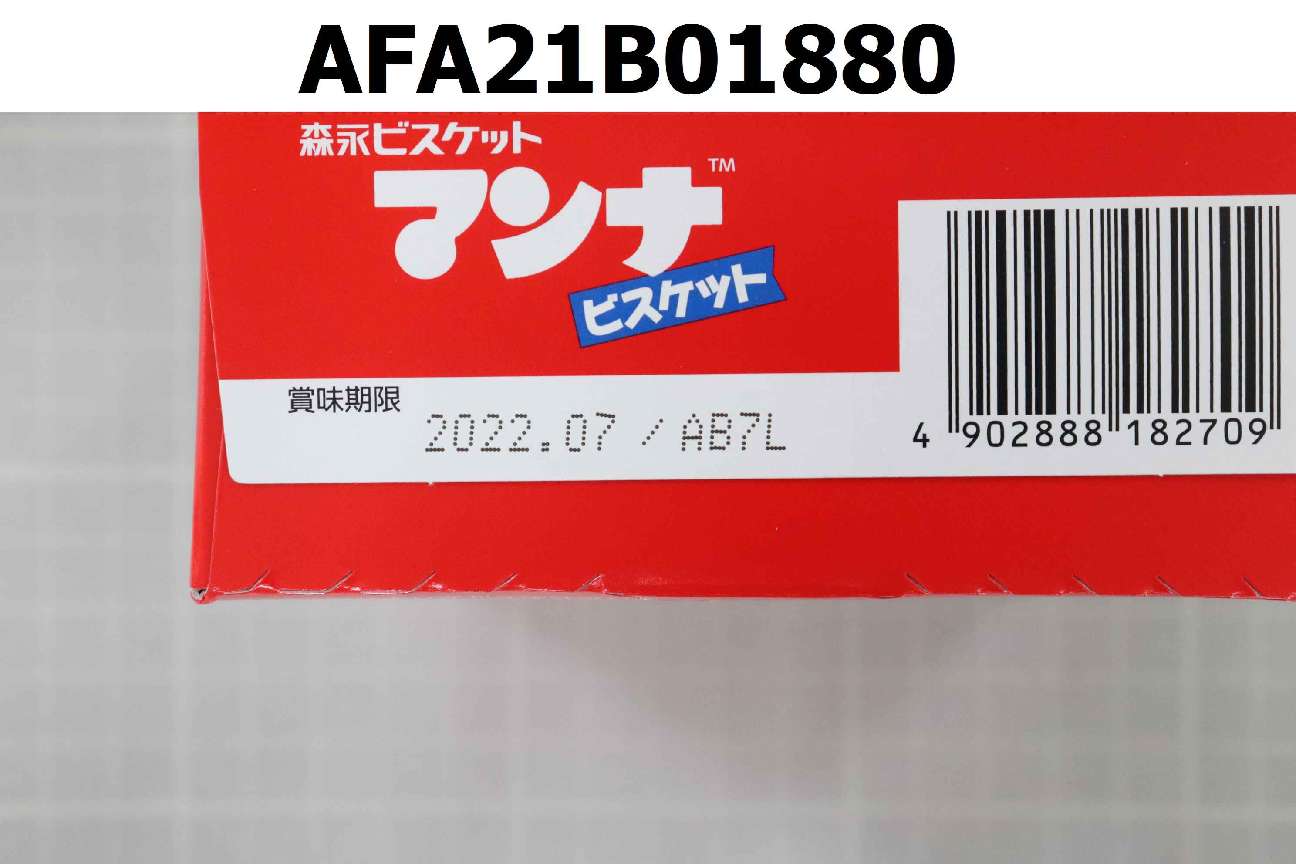 AFA21B01880
森永ビスケット
マンナ™
ビスケット
賞味期限
2022.07 / AB7L
4 902888 182709